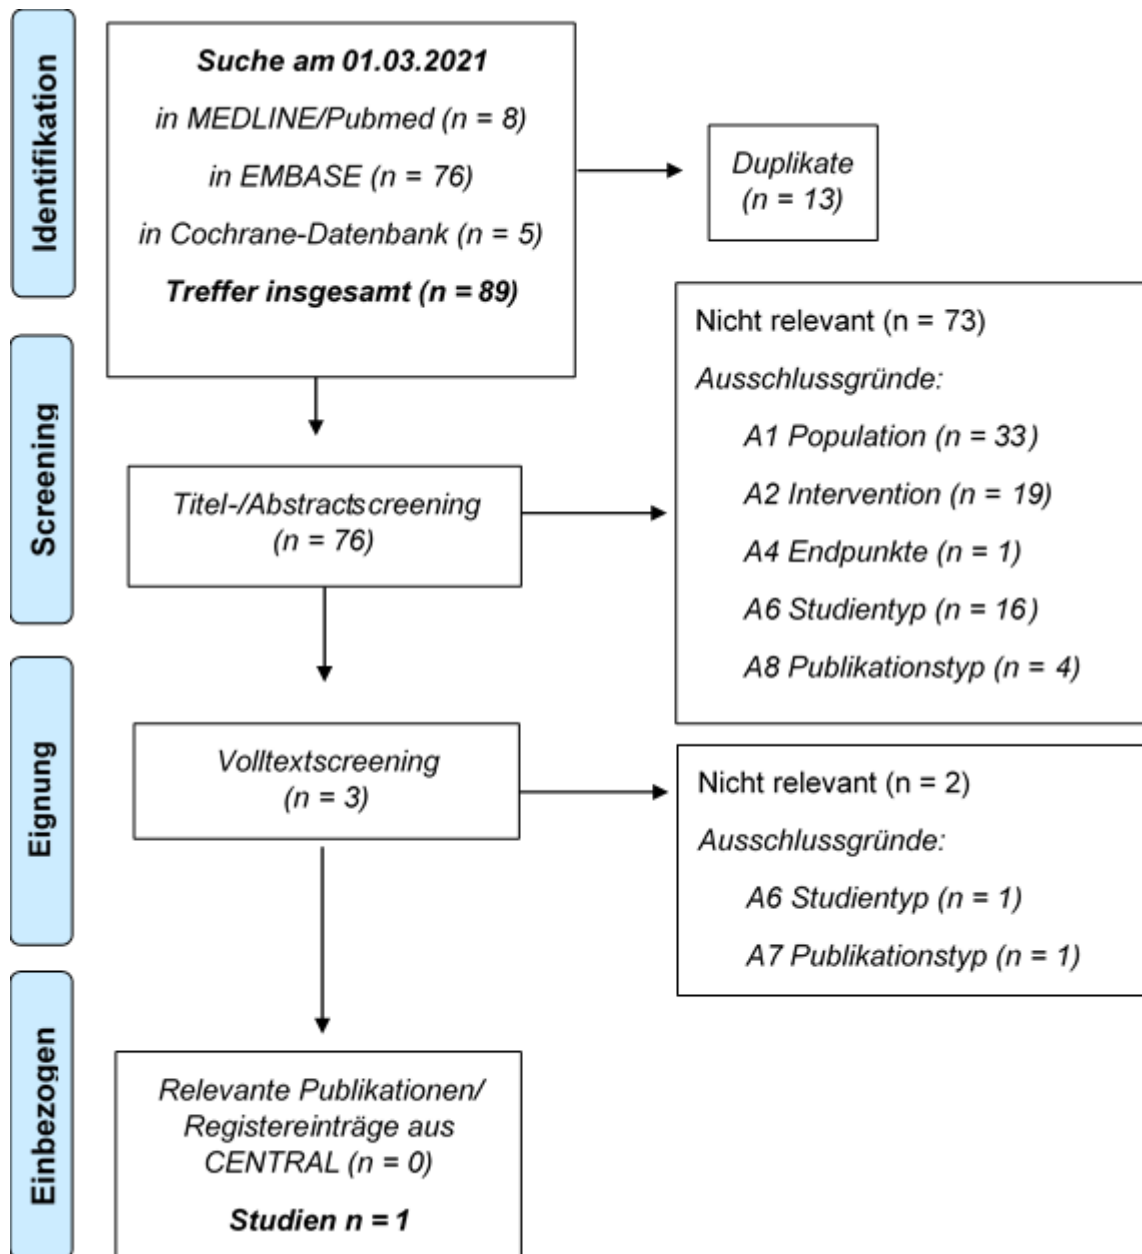 Identifikation
Suche am 01.03.2021
in MEDLINE/Pubmed (n = 8)
in EMBASE (n = 76)
in Cochrane-Datenbank (n = 5)
Treffer insgesamt (n = 89)
Duplikate
(n = 13)
Screening
Titel-/Abstractscreening
(n = 76)
Nicht relevant (n = 73)
Ausschlussgründe:
A1 Population (n = 33)
A2 Intervention (n = 19)
A4 Endpunkte (n = 1)
A6 Studientyp (n = 16)
A8 Publikationstyp (n = 4)
Eignung
Volltextscreening
(n = 3)
Nicht relevant (n = 2)
Ausschlussgründe:
A6 Studientyp (n = 1)
A7 Publikationstyp (n = 1)
Einbezogen
Relevante Publikationen/
Registereinträge aus
CENTRAL (n = 0)
Studien n = 1